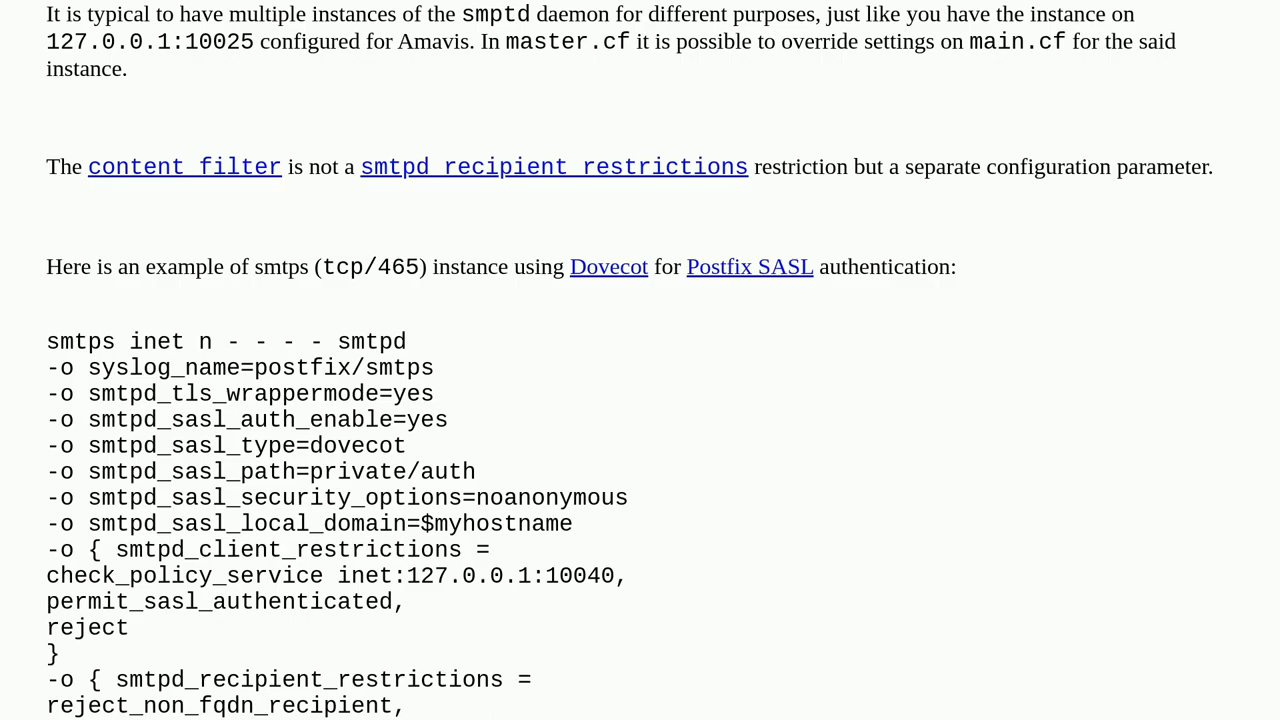 It is typical to have multiple instances of the smptd daemon for different purposes, just like you have the instance on
127.0.0.1:10025 configured for Amavis. In master.cf it is possible to override settings on main.cf for the said
instance.
The content_filter is not a smtpd_recipient_restrictions restriction but a separate configuration parameter.
Here is an example of smtps (tcp/465) instance using Dovecot for Postfix SASL authentication:
smtps inet n - - - - smtpd
-o syslog_name=postfix/smtps
-o smtpd_tls_wrappermode=yes
-o smtpd_sasl_auth_enable=yes
-o smtpd_sasl_type=dovecot
-o smtpd_sasl_path=private/auth
-o smtpd_sasl_security_options=noanonymous
-o smtpd_sasl_local_domain=$myhostname
-o { smtpd_client_restrictions =
check_policy_service inet:127.0.0.1:10040,
permit_sasl_authenticated,
reject
}
-o { smtpd_recipient_restrictions =
reject_non_fqdn_recipient,